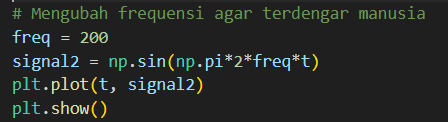 # Mengubah frequensi agar terdengar manusia
freq = 200
signal2 = np.sin(np.pi*2*freq*t)
plt.plot(t, signal2)
plt.show()